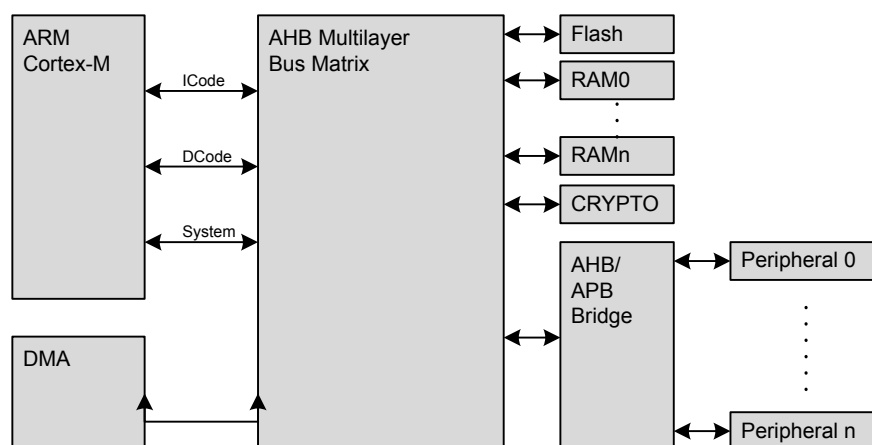 ARM
Cortex-M
ICode
DCode
System
DMA
AHB Multilayer
Bus Matrix
Flash
RAM0
RAMn
CRYPTO
AHB/
APB
Bridge
Peripheral 0
Peripheral n